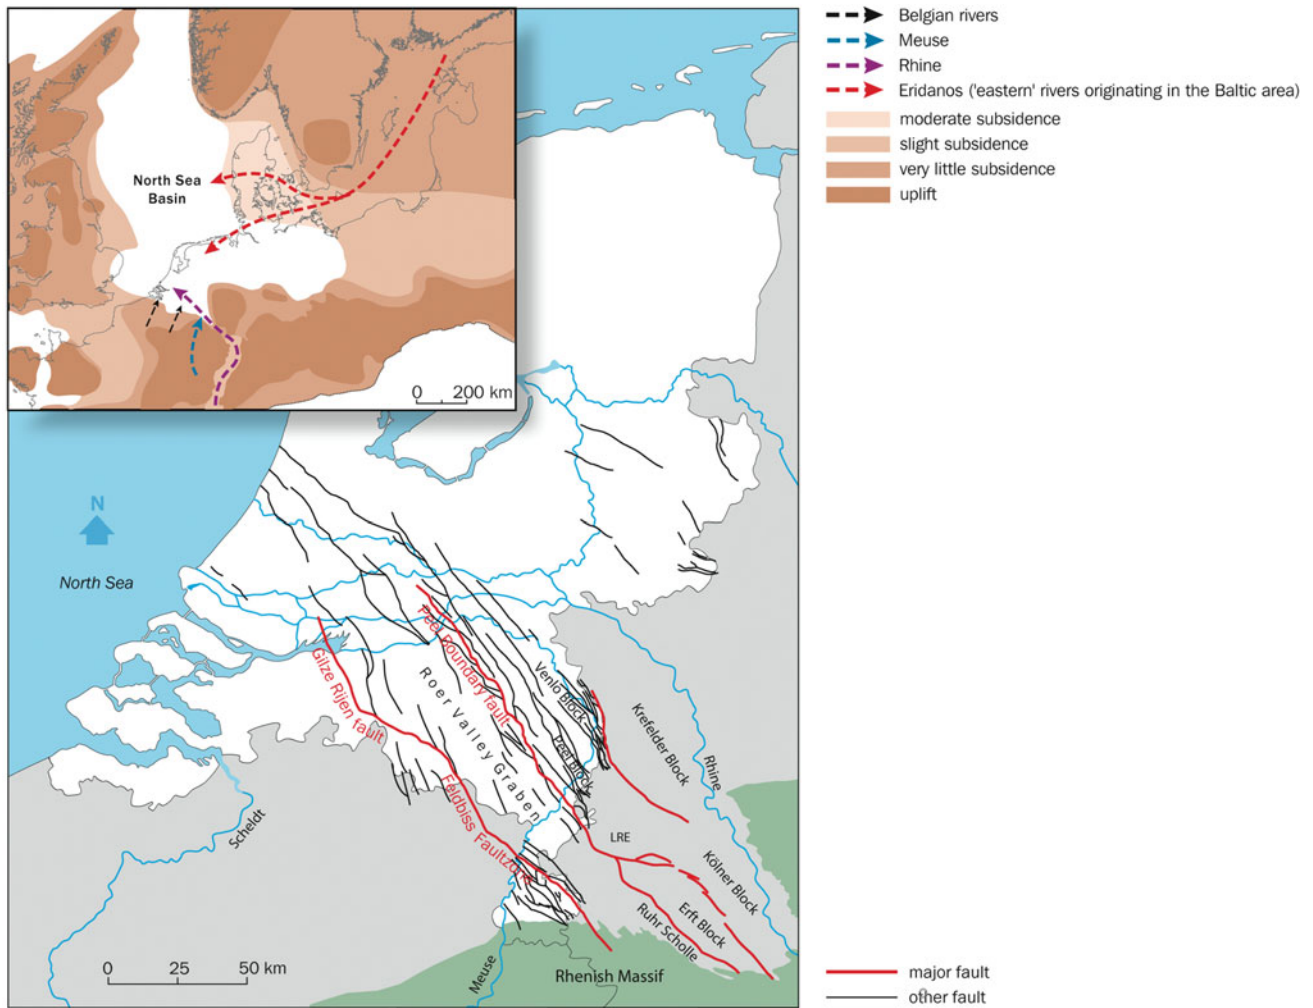 Belgian rivers
Meuse
Rhine
Eridanos ('eastern' rivers originating in the Baltic area)
moderate subsidence
slight subsidence
very little subsidence
uplift
North Sea
Basin
0 200 km
N
North Sea
Gilze Rijen fault
Peel Boundary fault
Roer Valley Graben
Feldbiss Faultzone
Venlo Block
Peel Block
Krefelder Block
Rhine
LRE
Kölner Block
Erft Block
Ruhr Scholle
Scheldt
Meuse
Rhenish Massif
0 25 50 km
major fault
other fault